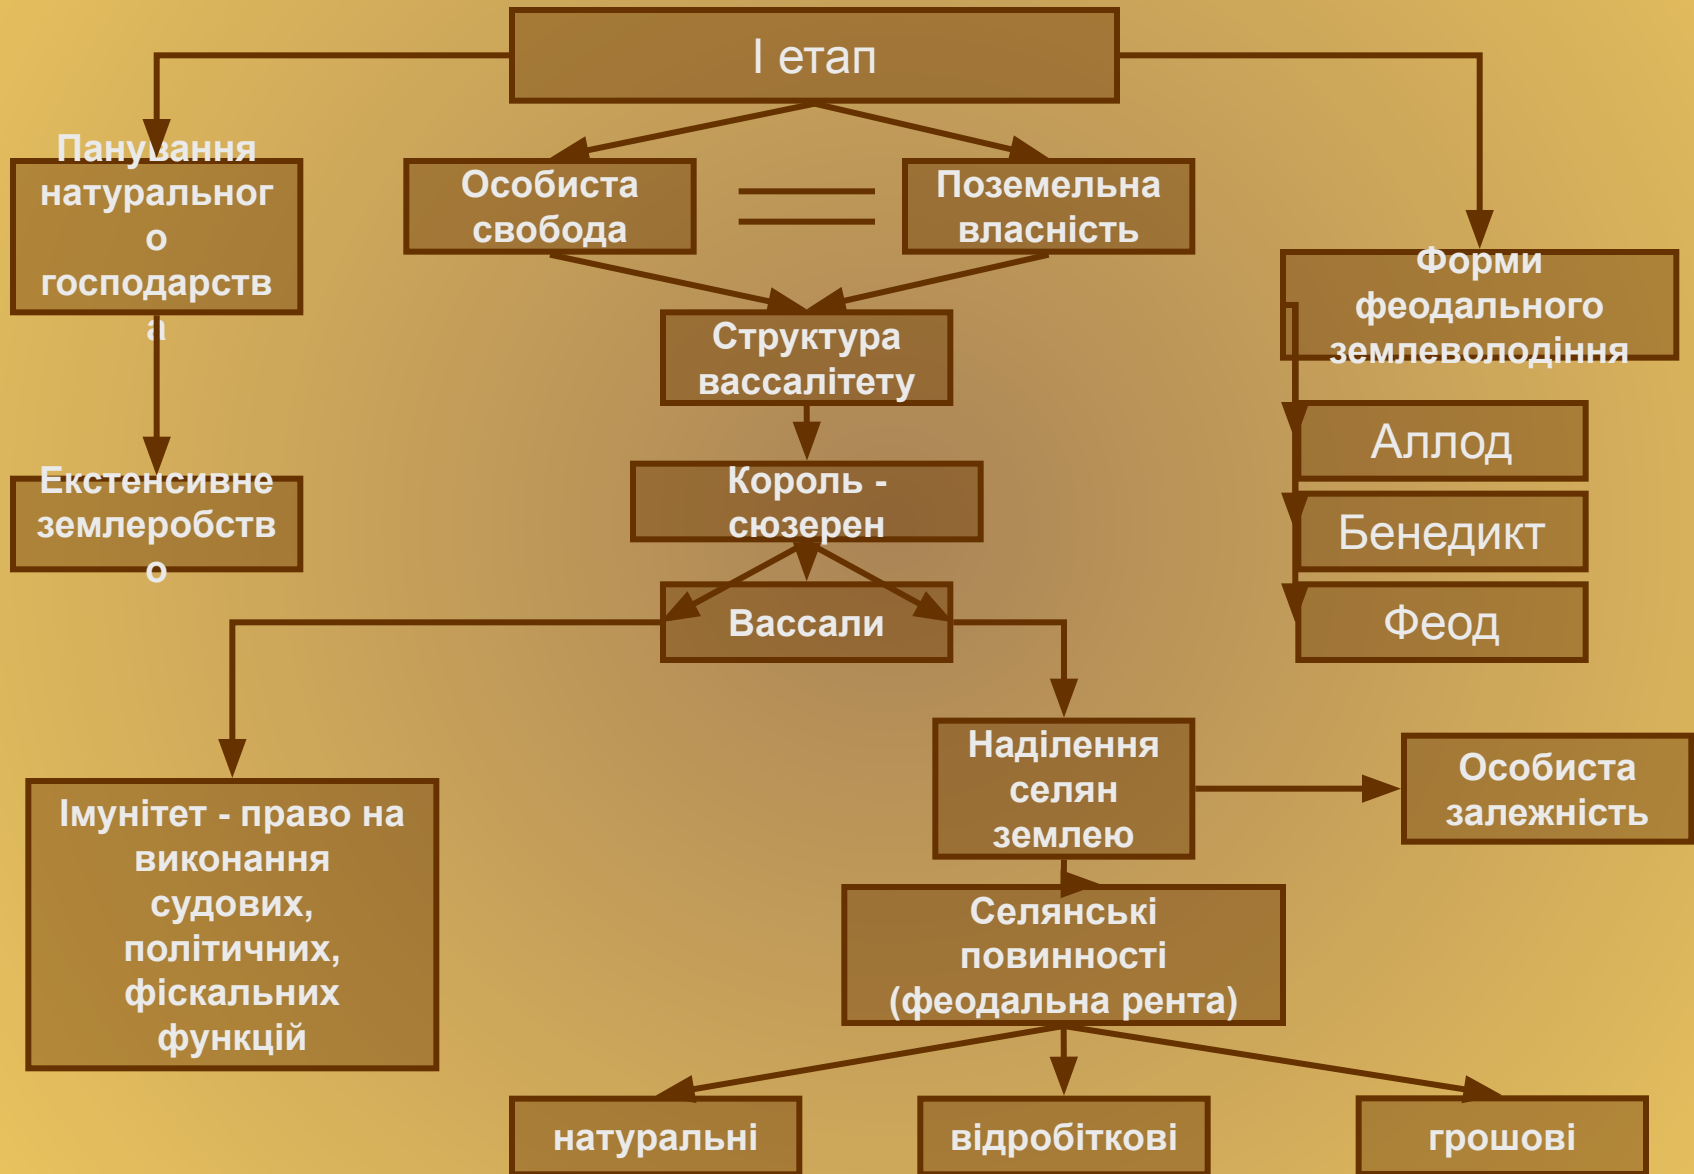 І етап
Панування
натуральног
о
господарств
а
Особиста
свобода
Поземельна
власність
Форми
феодального
землеволодіння
Структура
вассалітету
Аллод
Екстенсивне
землеробств
о
Король -
сюзерен
Бенедикт
Вассали
Феод
Наділення
селян
землею
Особиста
залежність
Імунітет - право на
виконання
судових,
політичних,
фіскальних
функцій
Селянські
повинності
(феодальна рента)
натуральні
відробіткові
грошові